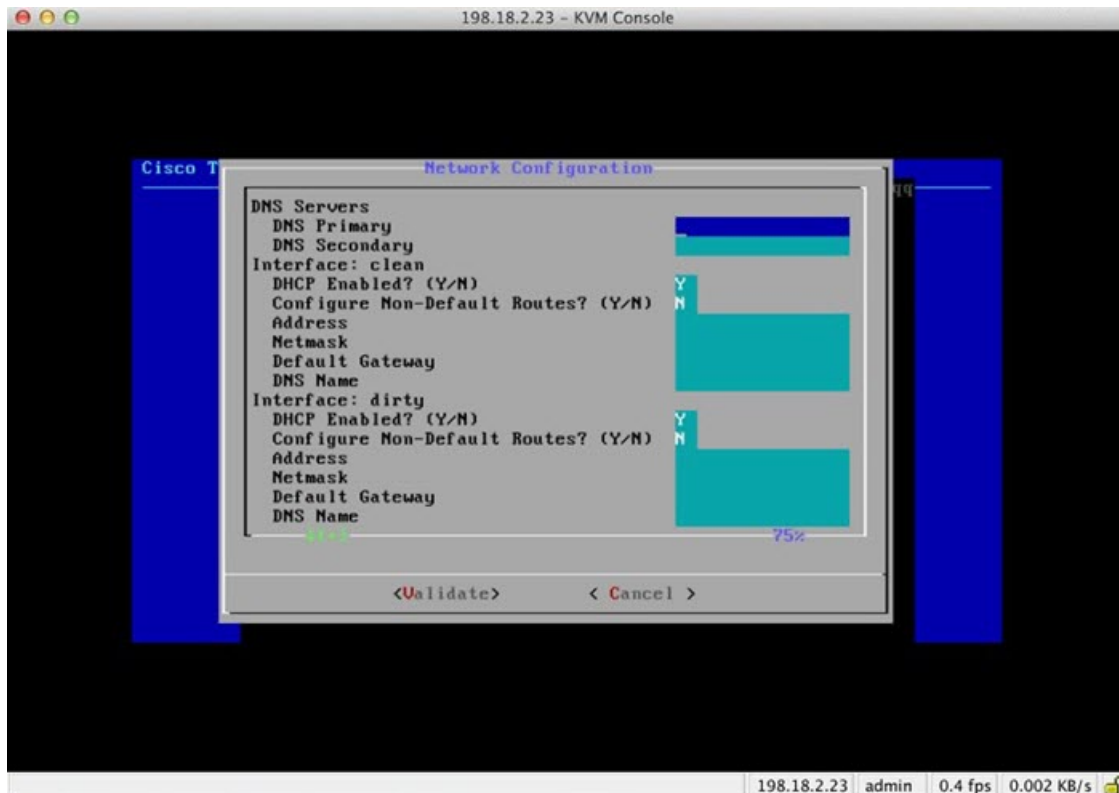 198.18.2.23 – KVM Console
Cisco T
Network Configuration
qq
DNS Servers
DNS Primary
DNS Secondary
Interface: clean
DHCP Enabled? (Y/N) Y
Configure Non-Default Routes? (Y/N) N
Address
Netmask
Default Gateway
DNS Name
Interface: dirty
DHCP Enabled? (Y/N) Y
Configure Non-Default Routes? (Y/N) N
Address
Netmask
Default Gateway
DNS Name
75%
<Validate> < Cancel >
198.18.2.23 admin 0.4 fps 0.002 KB/s